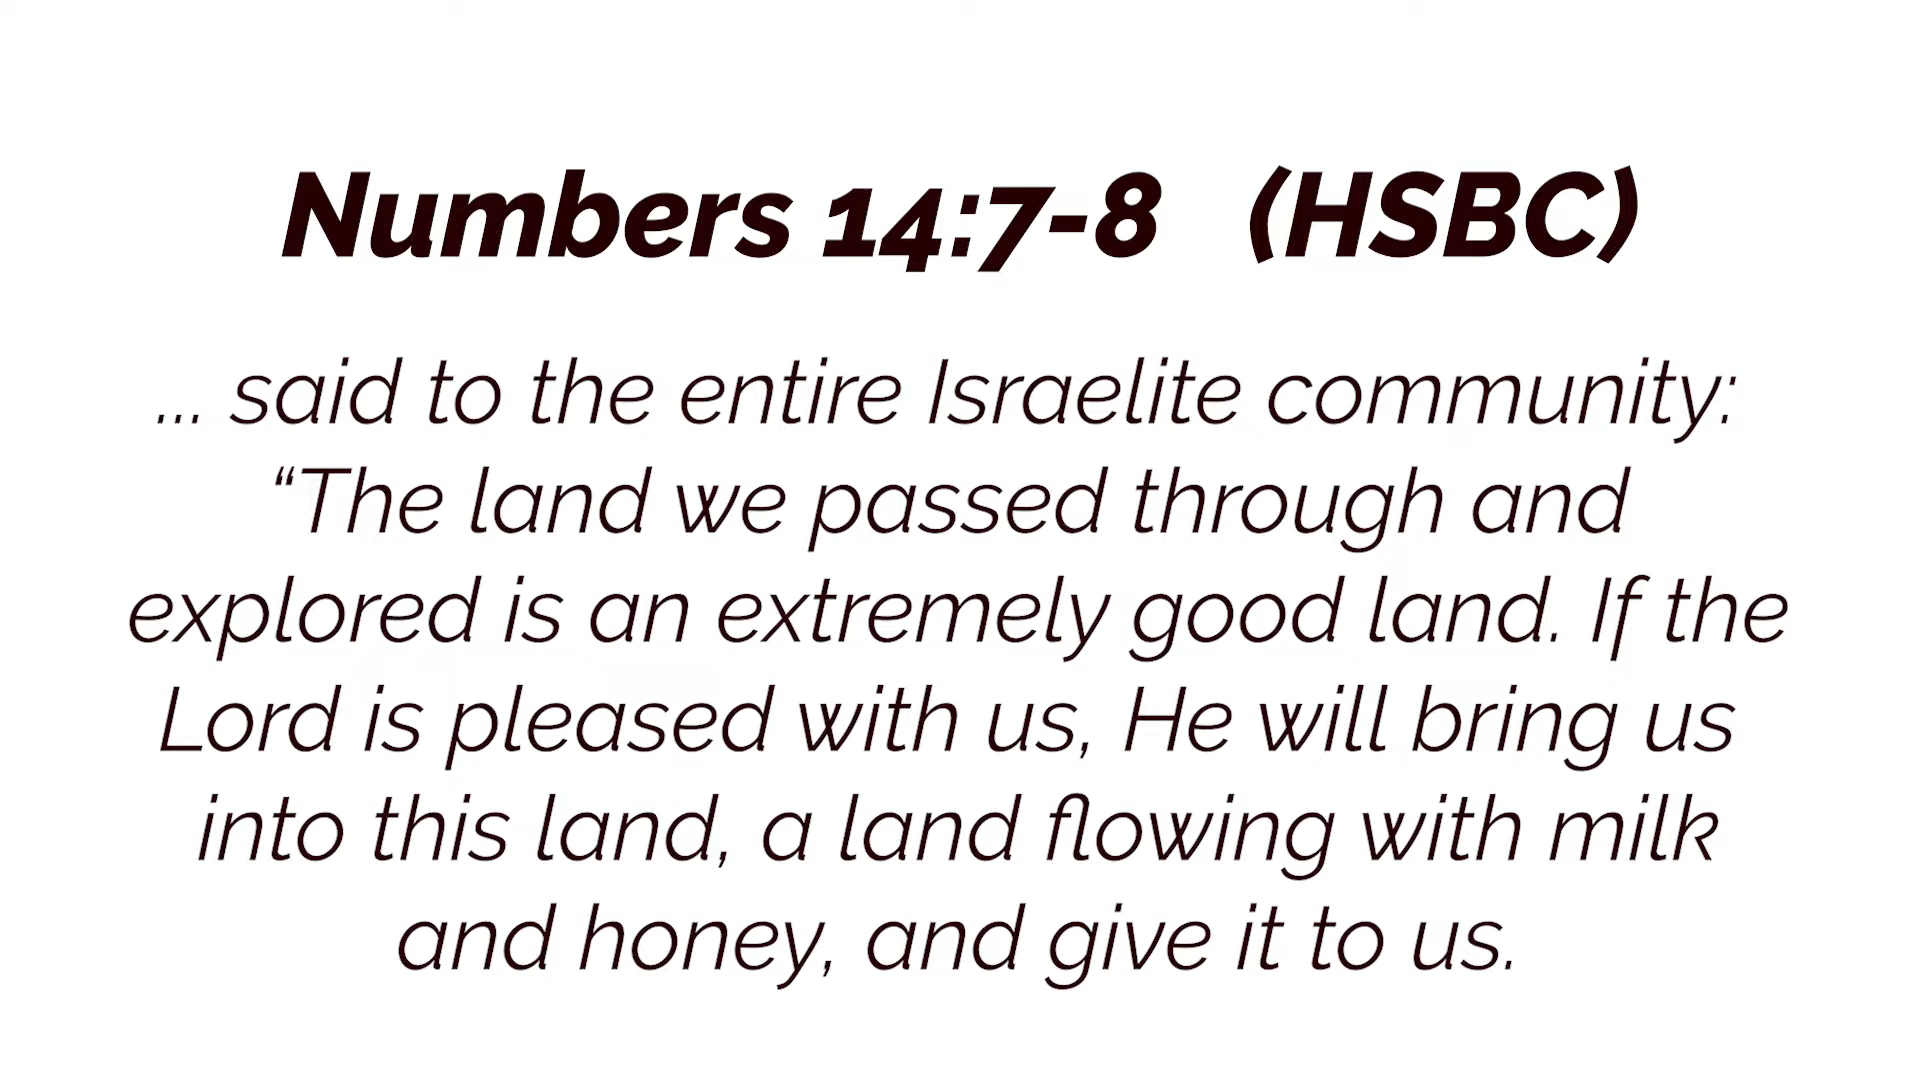 Numbers 14:7-8 (HSBC)
... said to the entire Israelite community:
“The land we passed through and
explored is an extremely good land. If the
Lord is pleased with us, He will bring us
into this land, a land flowing with milk
and honey, and give it to us.